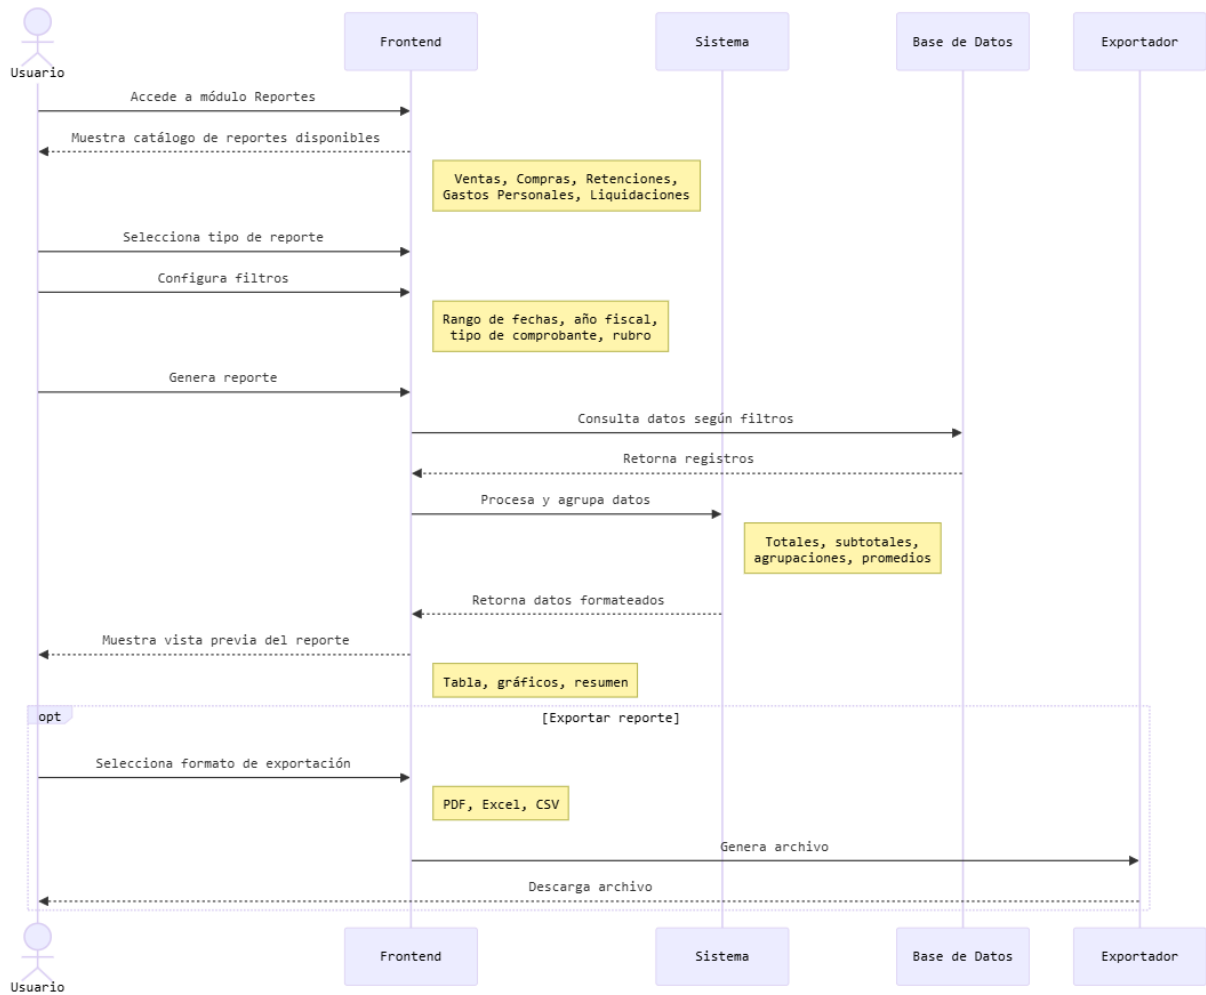 Usuario
Frontend
Sistema
Base de Datos
Exportador
Accede a módulo Reportes
Muestra catálogo de reportes disponibles
Ventas, Compras, Retenciones,
Gastos Personales, Liquidaciones
Selecciona tipo de reporte
Configura filtros
Rango de fechas, año fiscal,
tipo de comprobante, rubro
Genera reporte
Consulta datos según filtros
Retorna registros
Procesa y agrupa datos
Totales, subtotales,
agrupaciones, promedios
Retorna datos formateados
Muestra vista previa del reporte
Tabla, gráficos, resumen
opt
[Exportar reporte]
Selecciona formato de exportación
PDF, Excel, CSV
Genera archivo
Descarga archivo
Usuario
Frontend
Sistema
Base de Datos
Exportador